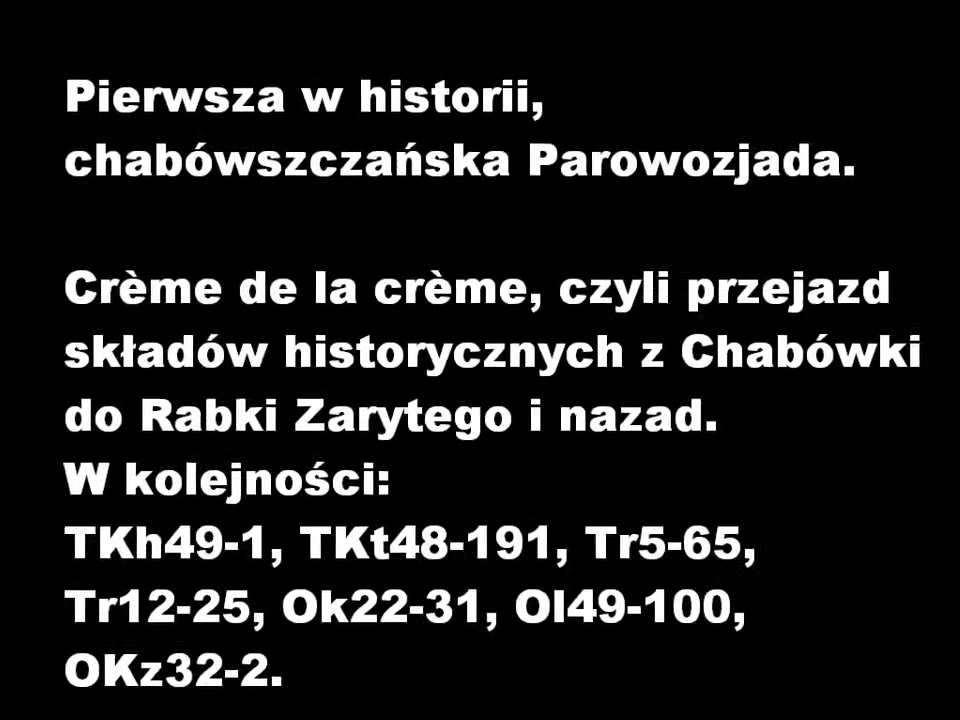 Pierwsza w historii,
chabówszczańska Parowozjada.
Crème de la crème, czyli przejazd
składów historycznych z Chabówki
do Rabki Zarytego i nazad.
W kolejności:
TKh49-1, TKt48-191, Tr5-65,
Tr12-25, Ok22-31, Ol49-100,
OKz32-2.